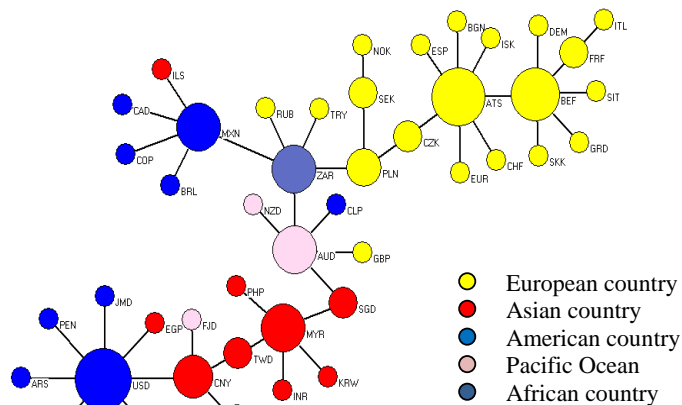 ITL
BGN
DEM
ISK
NOK
ESP
FRF
ILS
SEK
ATS
BEF
SIT
CAD
RUB
TRY
MXN
CZK
GRD
COP
CHF
SKK
ZAR
PLN
EUR
BRL
NZD
CLP
AUD
GBP
PHP
SGD
European country
JMD
Asian country
PEN
EGP
FJD
MYR
American country
TWD
Pacific Ocean
ARS
USD
CNY
KRW
INR
African country